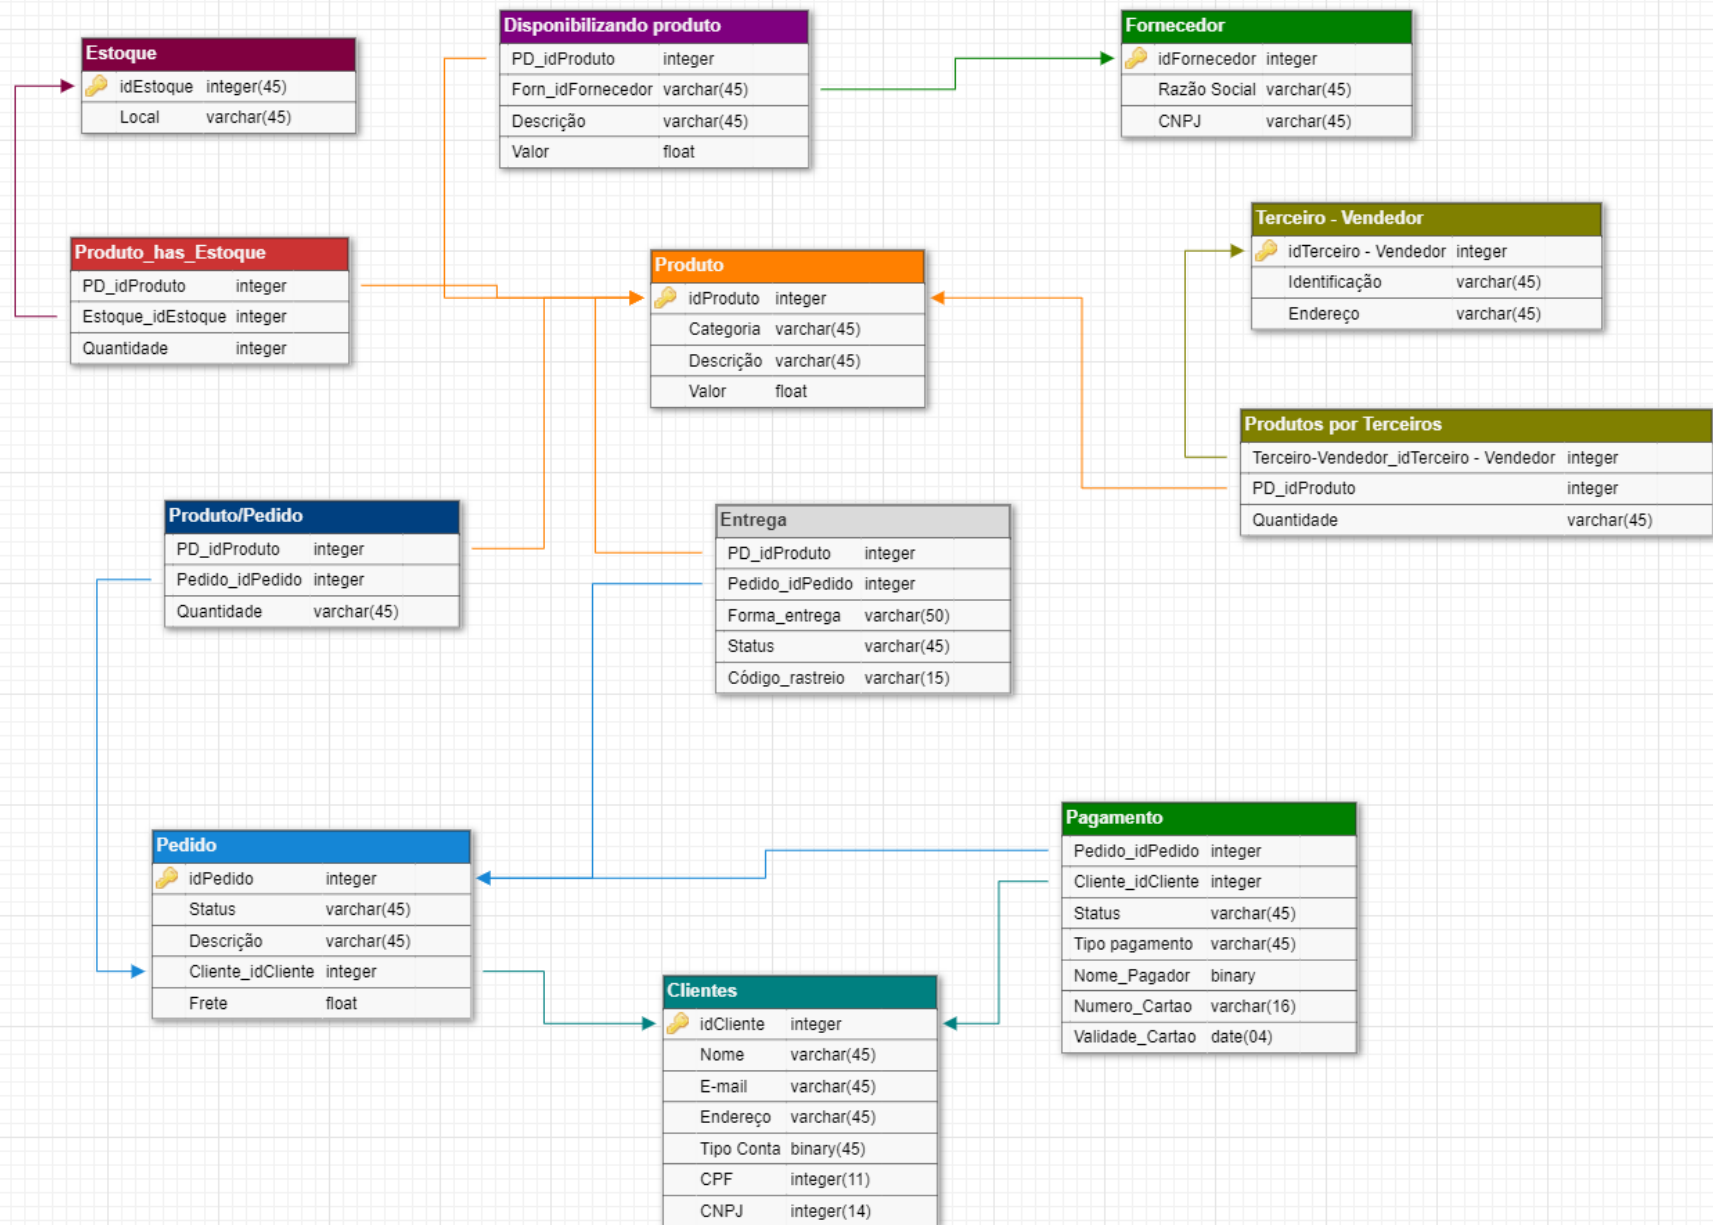 Estoque
idEstoque integer(45)
Local varchar(45)
Disponibilizando produto
PD_idProduto integer
Forn_idFornecedor varchar(45)
Descrição varchar(45)
Valor float
Fornecedor
idFornecedor integer
Razão Social varchar(45)
CNPJ varchar(45)
Terceiro - Vendedor
idTerceiro - Vendedor integer
Identificação varchar(45)
Endereço varchar(45)
Produto_has_Estoque
PD_idProduto integer
Estoque_idEstoque integer
Quantidade integer
Produto
idProduto integer
Categoria varchar(45)
Descrição varchar(45)
Valor float
Produtos por Terceiros
Terceiro-Vendedor_idTerceiro - Vendedor integer
PD_idProduto integer
Quantidade varchar(45)
Produto/Pedido
PD_idProduto integer
Pedido_idPedido integer
Quantidade varchar(45)
Entrega
PD_idProduto integer
Pedido_idPedido integer
Forma_entrega varchar(50)
Status varchar(45)
Código_rastreio varchar(15)
Pedido
idPedido integer
Status varchar(45)
Descrição varchar(45)
Cliente_idCliente integer
Frete float
Pagamento
Pedido_idPedido integer
Cliente_idCliente integer
Status varchar(45)
Tipo pagamento varchar(45)
Nome_Pagador binary
Numero_Cartao varchar(16)
Validade_Cartao date(04)
Clientes
idCliente integer
Nome varchar(45)
E-mail varchar(45)
Endereço varchar(45)
Tipo Conta binary(45)
CPF integer(11)
CNPJ integer(14)